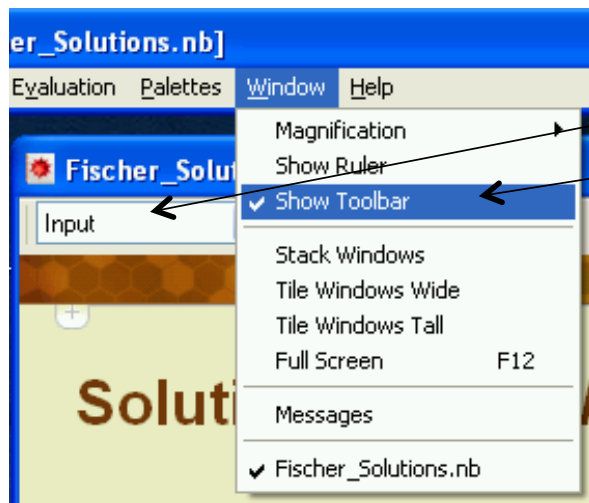 er_Solutions.nb]
Evaluation Palettes Window Help
Magnification
Fischer_Solut
Show Ruler
Show Toolbar
Input
Stack Windows
Tile Windows Wide
Tile Windows Tall
Full Screen F12
Solut
Messages
Fischer_Solutions.nb